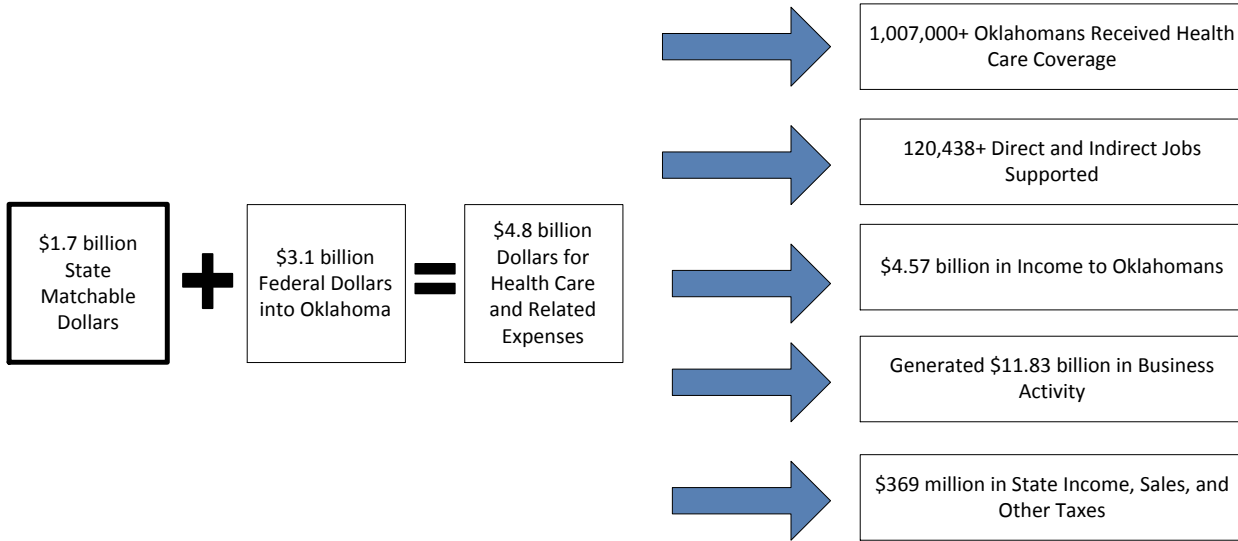 $1.7 billion
State
Matchable
Dollars
+
$3.1 billion
Federal Dollars
into Oklahoma
=
$4.8 billion
Dollars for
Health Care
and Related
Expenses
1,007,000+ Oklahomans Received Health
Care Coverage
120,438+ Direct and Indirect Jobs
Supported
$4.57 billion in Income to Oklahomans
Generated $11.83 billion in Business
Activity
$369 million in State Income, Sales, and
Other Taxes